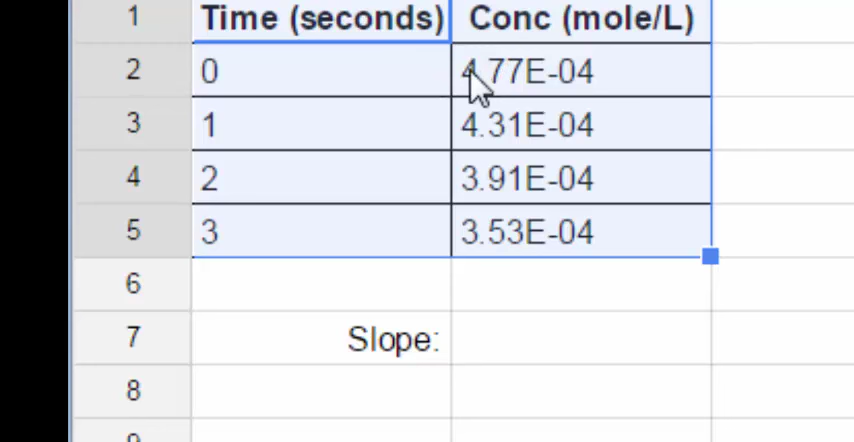 1 Time (seconds) Conc (mole/L)
2 0 4.77E-04
3 1 4.31E-04
4 2 3.91E-04
5 3 3.53E-04
6
7 Slope:
8
9